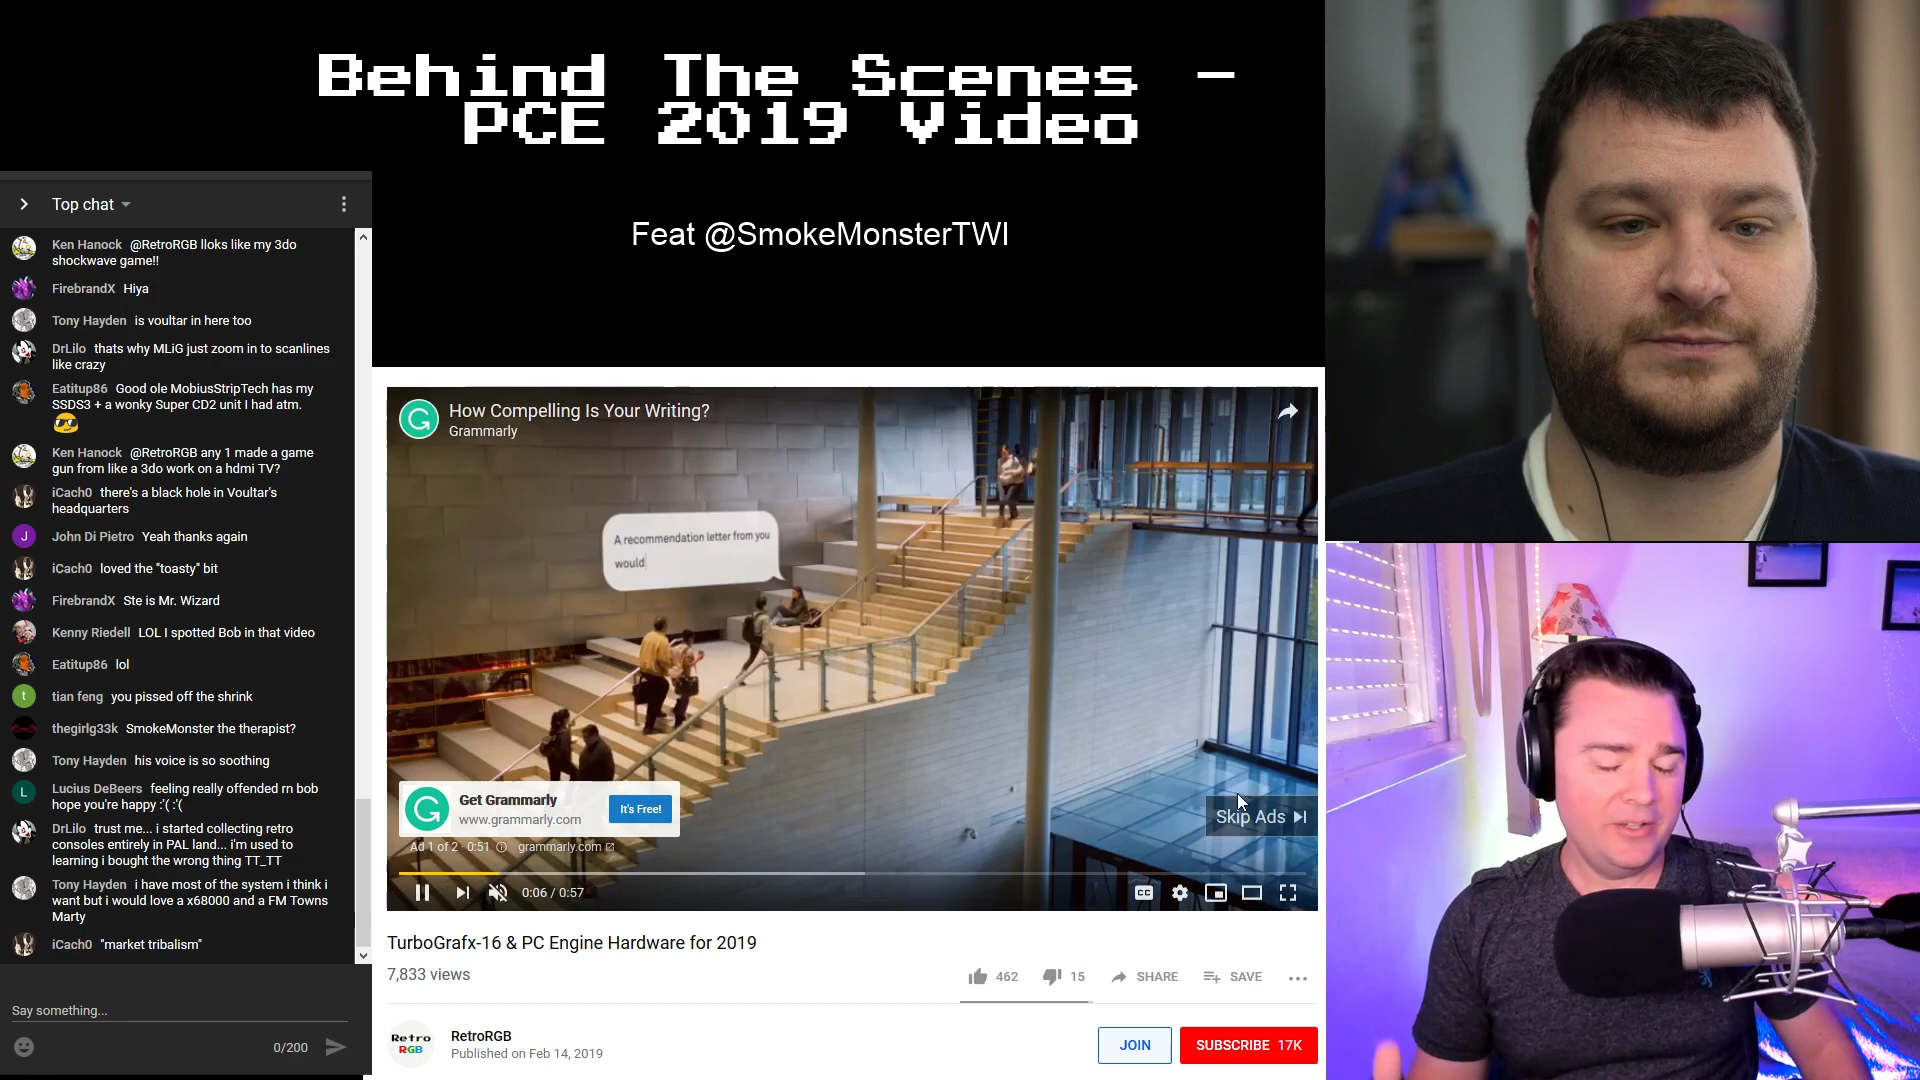 Behind The Scenes -
PCE 2019 Video
Feat @SmokeMonsterTWI
Top chat
Ken Hanock @RetroRGB lloks like my 3do
shockwave game!!
FirebrandX Hiya
Tony Hayden is voultar in here too
DrLilo thats why MLiG just zoom in to scanlines
like crazy
Eatitup86 Good ole MobiusStripTech has my
SSDS3 + a wonky Super CD2 unit I had atm.
Ken Hanock @RetroRGB any 1 made a game
gun from like a 3do work on a hdmi TV?
iCach0 there's a black hole in Voultar's
headquarters
J
John Di Pietro Yeah thanks again
iCach0 loved the "toasty" bit
FirebrandX Ste is Mr. Wizard
Kenny Riedell LOL I spotted Bob in that video
Eatitup86 lol
t
tian feng you pissed off the shrink
thegirlg33k SmokeMonster the therapist?
Tony Hayden his voice is so soothing
L
Lucius DeBeers feeling really offended rn bob
hope you're happy :'( :'(
DrLilo trust me... i started collecting retro
consoles entirely in PAL land... i'm used to
learning i bought the wrong thing TT_TT
Tony Hayden i have most of the system i think i
want but i would love a x68000 and a FM Towns
Marty
iCach0 "market tribalism"
Say something...
0/200
How Compelling Is Your Writing?
Grammarly
A recommendation letter from you
would
Get Grammarly
www.grammarly.com
It's Free!
Skip Ads
Ad 1 of 2 · 0:51 grammarly.com
0:06 / 0:57
CC
TurboGrafx-16 & PC Engine Hardware for 2019
7,833 views
462
15
SHARE
SAVE
Retro
RGB
RetroRGB
Published on Feb 14, 2019
JOIN
SUBSCRIBE 17K